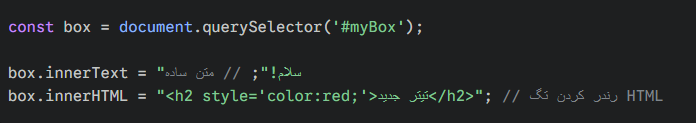 const box = document.querySelector('#myBox');
box.innerText = "سلام!"; // متن ساده
box.innerHTML = "<h2 style='color:red;'>تیتر جدید</h2>"; // رندر کردن تگ HTML